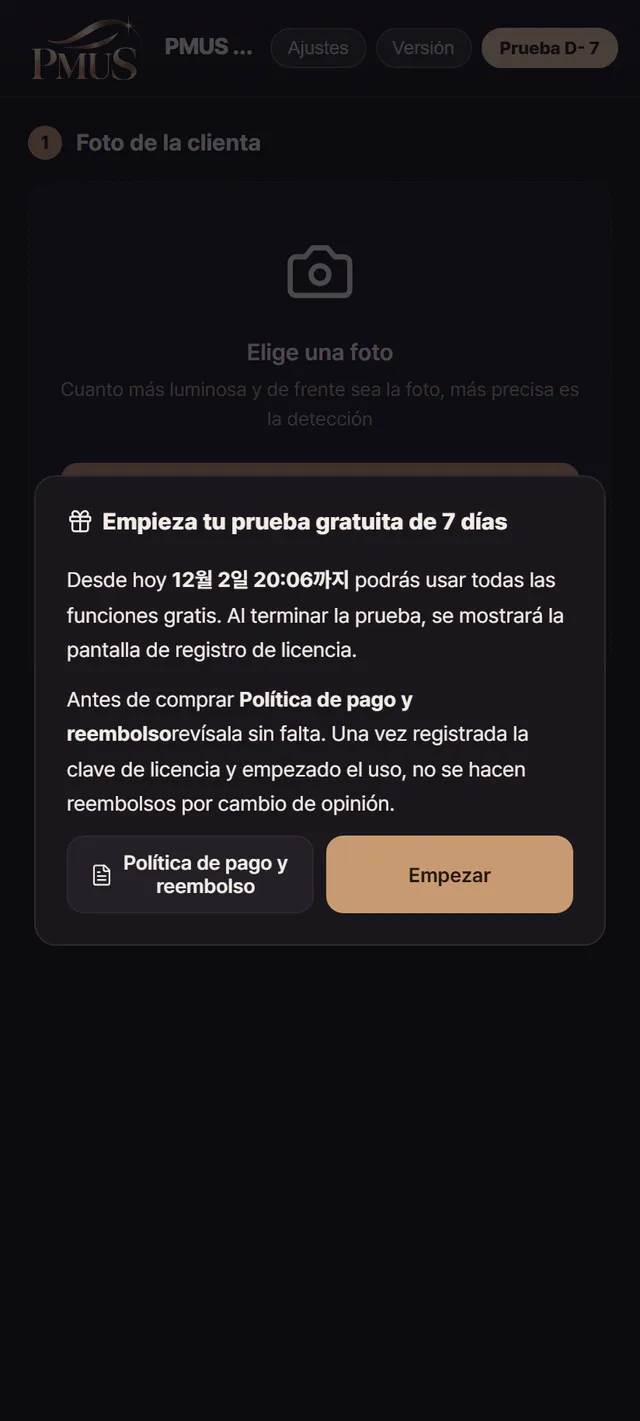 PMUS
PMUS ...
Ajustes
Versión
Prueba D- 7
1
Foto de la clienta
Elige una foto
Cuanto más luminosa y de frente sea la foto, más precisa es
la detección
Empieza tu prueba gratuita de 7 días
Desde hoy 12월 2일 20:06까지 podrás usar todas las
funciones gratis. Al terminar la prueba, se mostrará la
pantalla de registro de licencia.
Antes de comprar Política de pago y
reembolsorevísala sin falta. Una vez registrada la
clave de licencia y empezado el uso, no se hacen
reembolsos por cambio de opinión.
Política de pago y
reembolso
Empezar